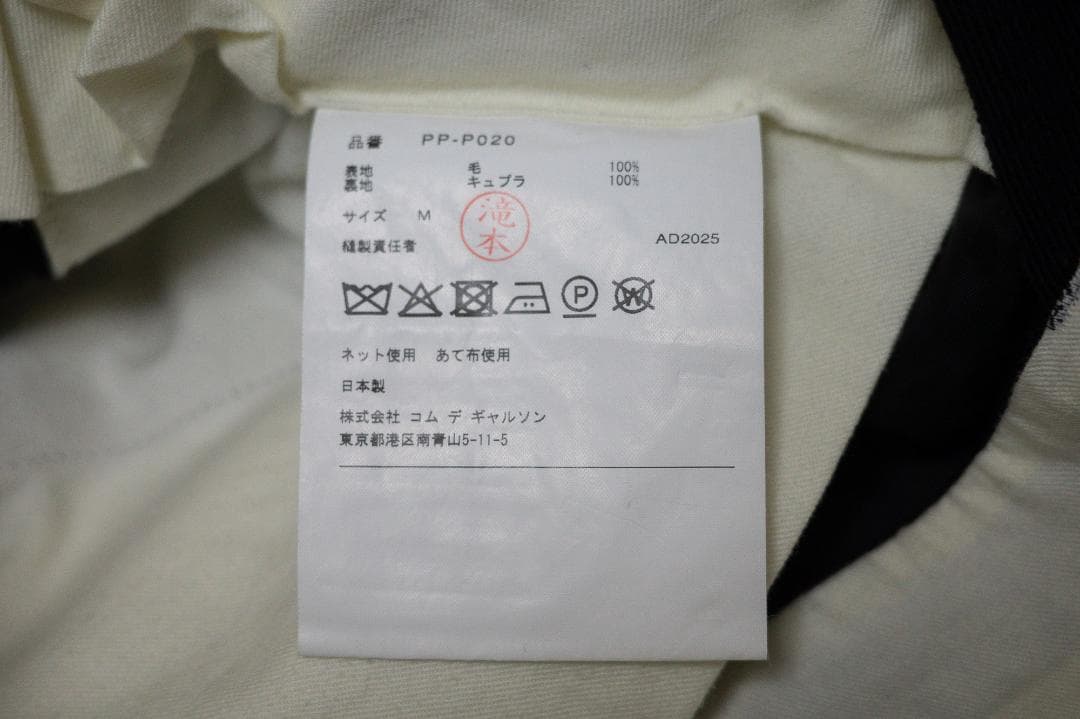 品番 PP-P020
表地 毛 100%
裏地 キュプラ 100%
サイズ M
滝本
縫製責任者 AD2025
P W
ネット使用 あて布使用
日本製
株式会社 コム デ ギャルソン
東京都港区南青山5-11-5